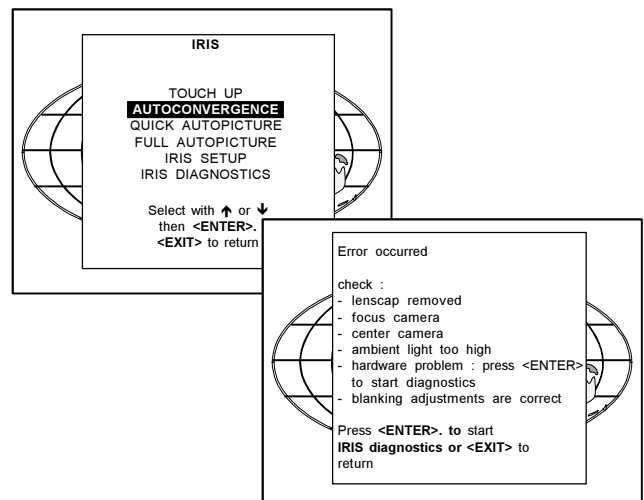 IRIS
TOUCH UP
AUTOCONVERGENCE
QUICK AUTOPICTURE
FULL AUTOPICTURE
IRIS SETUP
IRIS DIAGNOSTICS
Select with ↑ or ↓
then <ENTER>.
<EXIT> to return
Error occurred
check :
- lenscap removed
- focus camera
- center camera
- ambient light too high
- hardware problem : press <ENTER>
to start diagnostics
- blanking adjustments are correct
Press <ENTER>. to start
IRIS diagnostics or <EXIT> to
return